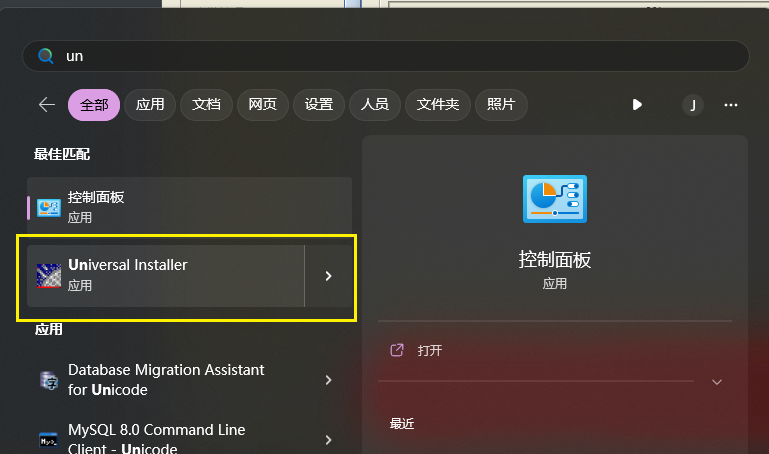 un
全部 应用 文档 网页 设置 人员 文件夹 照片 J
最佳匹配
控制面板
应用
Universal Installer
应用
应用
Database Migration Assistant
for Unicode
MySQL 8.0 Command Line
Client - Unicode
控制面板
应用
打开
最近